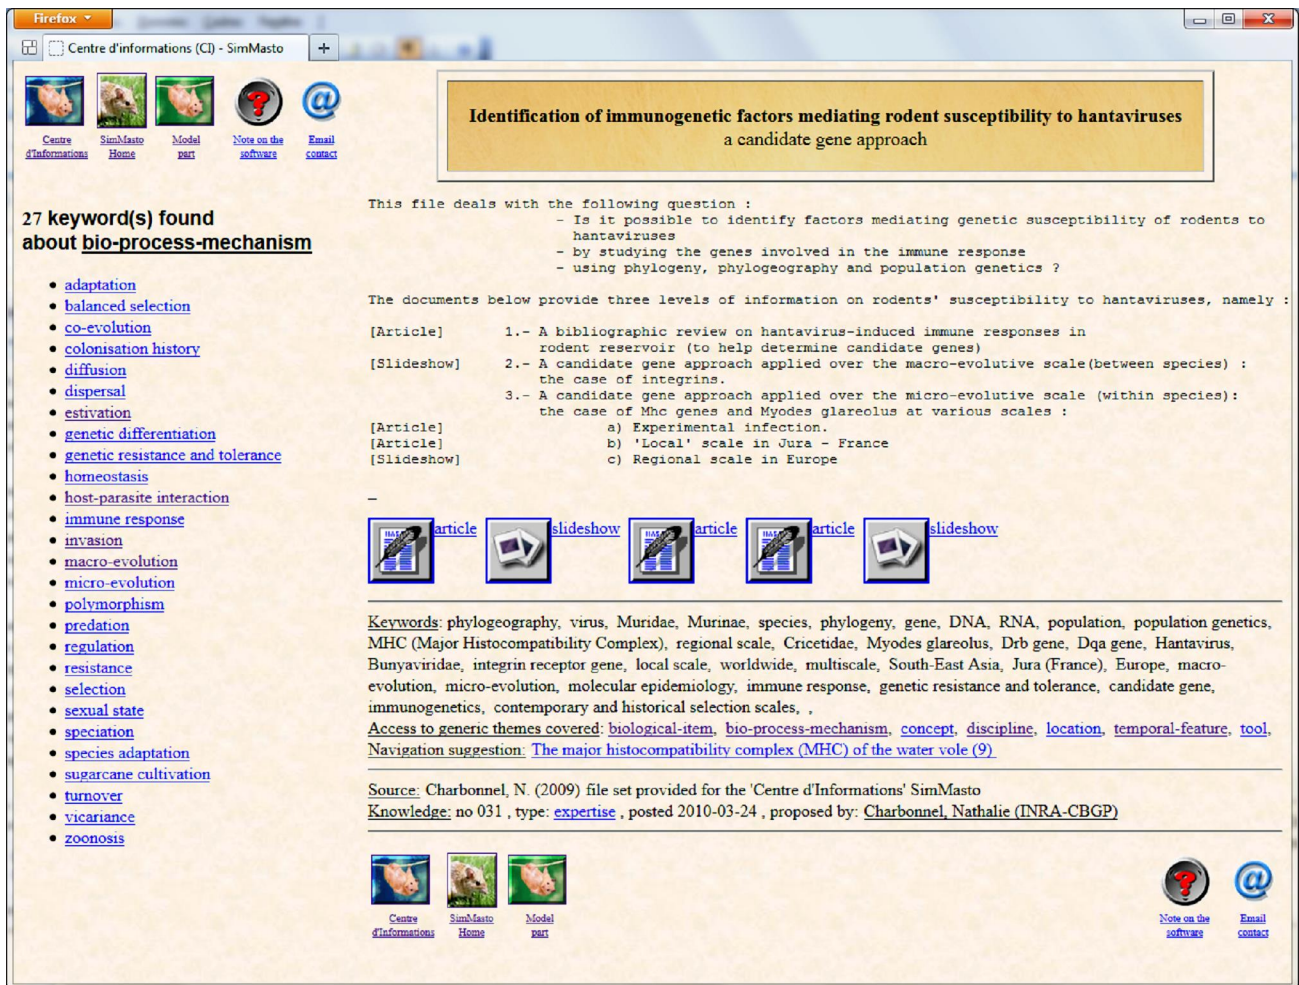 Firefox
Centre d'informations (CI) - SimMasto
+
Centre d'Informations
SimMasto Home
Model part
Note on the software
Email contact
Identification of immunogenetic factors mediating rodent susceptibility to hantaviruses
a candidate gene approach
27 keyword(s) found
about bio-process-mechanism
adaptation
balanced selection
co-evolution
colonisation history
diffusion
dispersal
estivation
genetic differentiation
genetic resistance and tolerance
homeostasis
host-parasite interaction
immune response
invasion
macro-evolution
micro-evolution
polymorphism
predation
regulation
resistance
selection
sexual state
speciation
species adaptation
sugarcane cultivation
turnover
vicariance
zoonosis
This file deals with the following question :
- Is it possible to identify factors mediating genetic susceptibility of rodents to
hantaviruses
- by studying the genes involved in the immune response
- using phylogeny, phylogeography and population genetics ?
The documents below provide three levels of information on rodents' susceptibility to hantaviruses, namely :
[Article] 1.- A bibliographic review on hantavirus-induced immune responses in
rodent reservoir (to help determine candidate genes)
[Slideshow] 2.- A candidate gene approach applied over the macro-evolutive scale(between species) :
the case of integrins.
3.- A candidate gene approach applied over the micro-evolutive scale (within species):
the case of Mhc genes and Myodes glareolus at various scales :
[Article] a) Experimental infection.
[Article] b) 'Local' scale in Jura - France
[Slideshow] c) Regional scale in Europe
_
article slideshow article article slideshow
Keywords: phylogeography, virus, Muridae, Murinae, species, phylogeny, gene, DNA, RNA, population, population genetics,
MHC (Major Histocompatibility Complex), regional scale, Cricetidae, Myodes glareolus, Drb gene, Dqa gene, Hantavirus,
Bunyaviridae, integrin receptor gene, local scale, worldwide, multiscale, South-East Asia, Jura (France), Europe, macro-
evolution, micro-evolution, molecular epidemiology, immune response, genetic resistance and tolerance, candidate gene,
immunogenetics, contemporary and historical selection scales, ,
Access to generic themes covered: biological-item, bio-process-mechanism, concept, discipline, location, temporal-feature, tool,
Navigation suggestion: The major histocompatibility complex (MHC) of the water vole (9)
Source: Charbonnel, N. (2009) file set provided for the 'Centre d'Informations' SimMasto
Knowledge: no 031 , type: expertise , posted 2010-03-24 , proposed by: Charbonnel, Nathalie (INRA-CBGP)
Centre d'Informations
SimMasto Home
Model part
Note on the software
Email contact